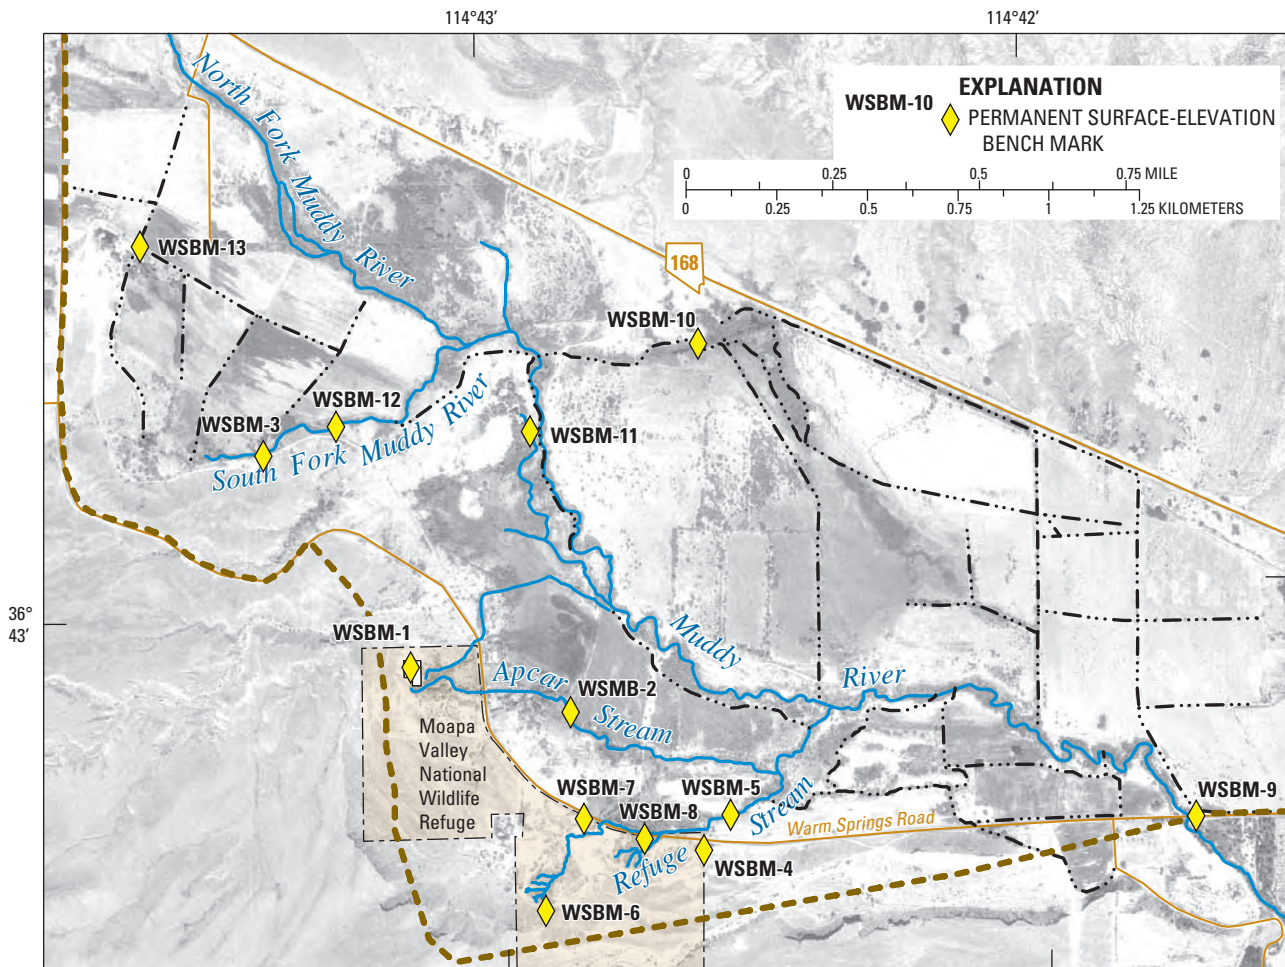 114°43′
114°42′
EXPLANATION
WSBM-10
PERMANENT SURFACE-ELEVATION
BENCH MARK
0 0.25 0.5 0.75 MILE
0 0.25 0.5 0.75 1 1.25 KILOMETERS
North Fork Muddy River
WSBM-13
168
WSBM-10
WSBM-12
WSBM-3
WSBM-11
South Fork Muddy River
36°
43′
WSBM-1
Muddy River
Apcar Stream
WSMB-2
Moapa
Valley
National
Wildlife
Refuge
WSBM-7
WSBM-5
WSBM-8
WSBM-9
Refuge Stream
Warm Springs Road
WSBM-4
WSBM-6